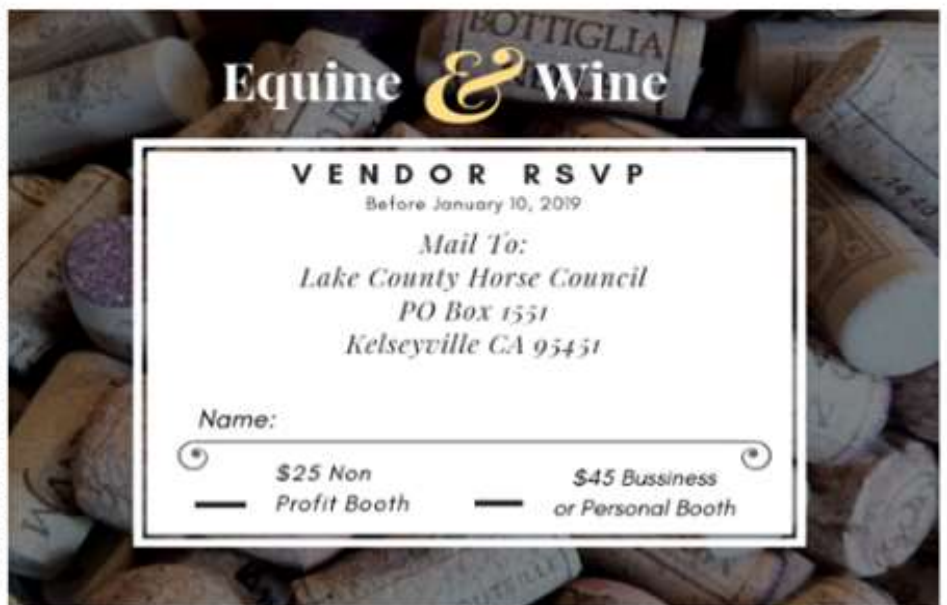 BOTTIGLIA
Equine & Wine
VENDOR RSVP
Before January 10, 2019
Mail To:
Lake County Horse Council
PO Box 1551
Kelseyville CA 95451
Name:
$25 Non
Profit Booth
$45 Bussiness
or Personal Booth